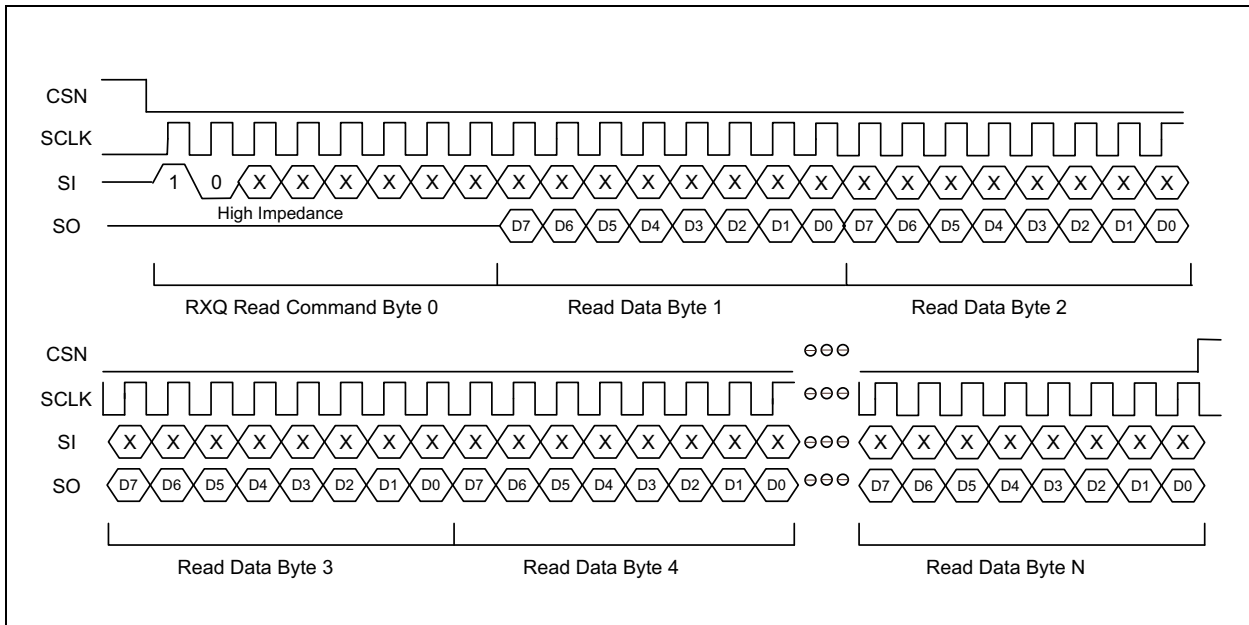 CSN
SCLK
SI 1 0 X X X X X X X X X X X X X X X X X X X X X X
High Impedance
SO D7 D6 D5 D4 D3 D2 D1 D0 D7 D6 D5 D4 D3 D2 D1 D0
RXQ Read Command Byte 0 Read Data Byte 1 Read Data Byte 2
CSN
SCLK
SI X X X X X X X X X X X X X X X X X X X X X X X X
SO D7 D6 D5 D4 D3 D2 D1 D0 D7 D6 D5 D4 D3 D2 D1 D0 D7 D6 D5 D4 D3 D2 D1 D0
Read Data Byte 3 Read Data Byte 4 Read Data Byte N